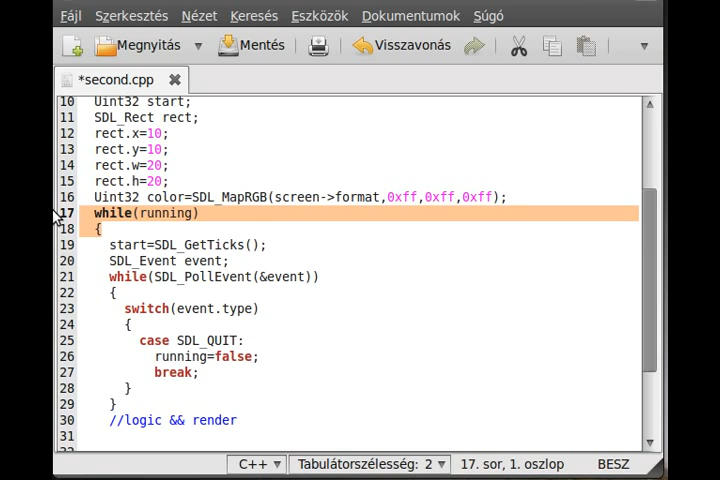 Fájl Szerkesztés Nézet Keresés Eszközök Dokumentumok Súgó
Megnyitás Mentés Visszavonás
*second.cpp
10 Uint32 start;
11 SDL_Rect rect;
12 rect.x=10;
13 rect.y=10;
14 rect.w=20;
15 rect.h=20;
16 Uint32 color=SDL_MapRGB(screen->format,0xff,0xff,0xff);
17 while(running)
18 {
19 start=SDL_GetTicks();
20 SDL_Event event;
21 while(SDL_PollEvent(&event))
22 {
23 switch(event.type)
24 {
25 case SDL_QUIT:
26 running=false;
27 break;
28 }
29 }
30 //logic && render
31
C++ Tabulátorszélesség: 2 17. sor, 1. oszlop BESZ